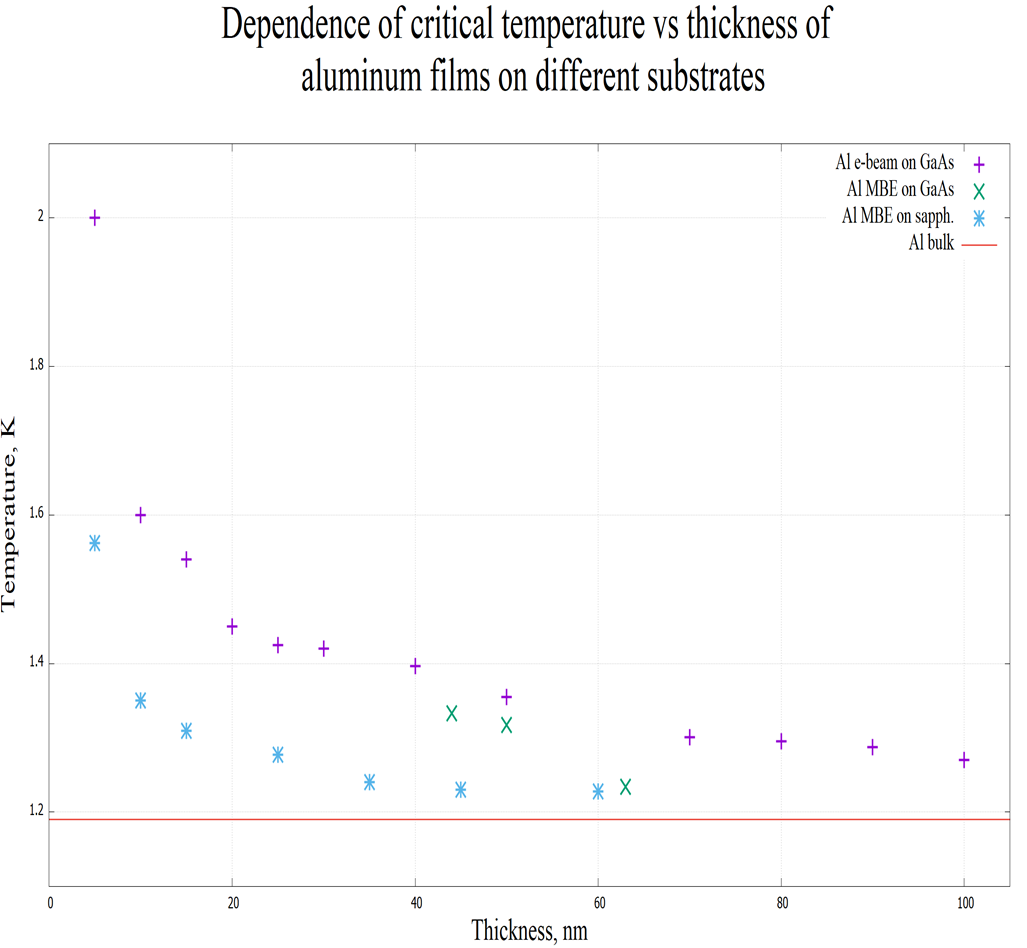 Dependence of critical temperature vs thickness of
aluminum films on different substrates
Al e-beam on GaAs
Al MBE on GaAs
Al MBE on sapph.
Al bulk
Temperature, K
2
1.8
1.6
1.4
1.2
0 20 40 60 80 100
Thickness, nm